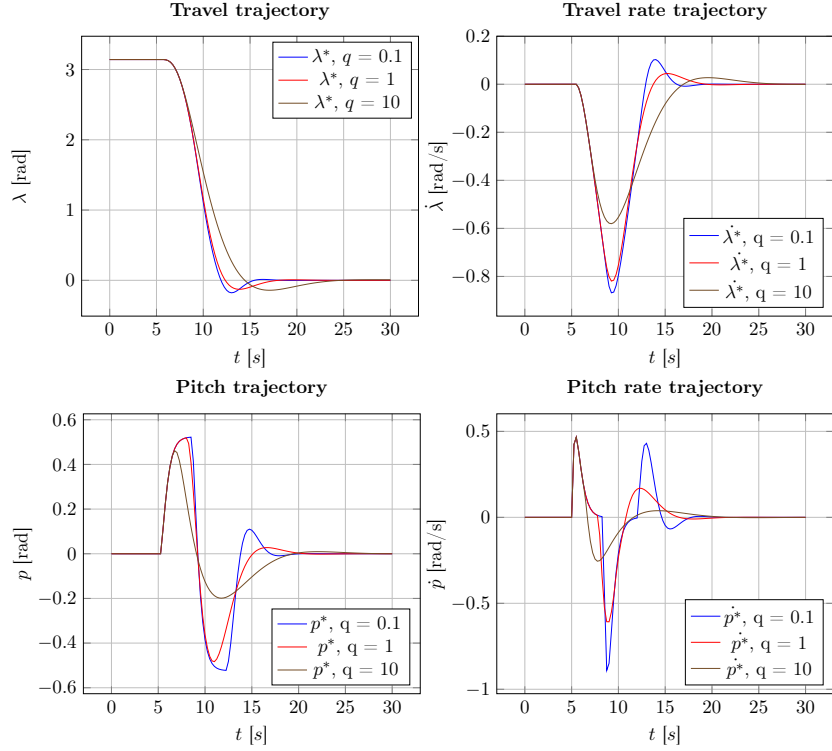 Travel trajectory
3
2
1
0
0
5
10
15
20
25
30
λ [rad]
t [s]
λ*, q = 0.1
λ*, q = 1
λ*, q = 10
Travel rate trajectory
0.2
0
−0.2
−0.4
−0.6
−0.8
0
5
10
15
20
25
30
λ̇ [rad/s]
t [s]
λ̇*, q = 0.1
λ̇*, q = 1
λ̇*, q = 10
Pitch trajectory
0.6
0.4
0.2
0
−0.2
−0.4
−0.6
0
5
10
15
20
25
30
p [rad]
t [s]
p*, q = 0.1
p*, q = 1
p*, q = 10
Pitch rate trajectory
0.5
0
−0.5
−1
0
5
10
15
20
25
30
ṗ [rad/s]
t [s]
ṗ*, q = 0.1
ṗ*, q = 1
ṗ*, q = 10